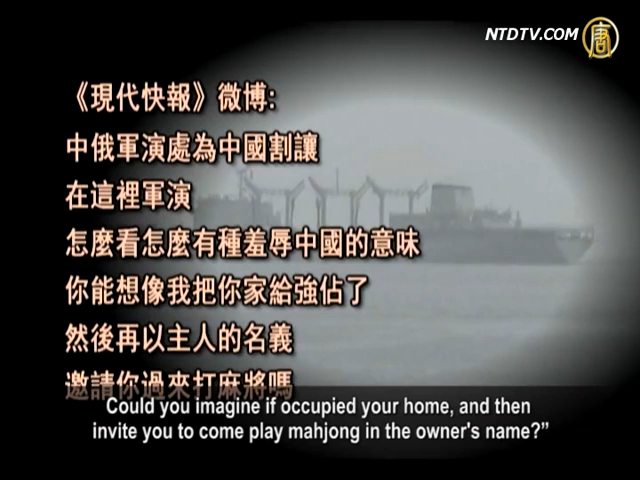 NTDTV.COM
唐
《現代快報》微博:
中俄軍演處為中國割讓
在這裡軍演
怎麼看怎麼有種羞辱中國的意味
你能想像我把你家給強佔了
然後再以主人的名義
邀請你過來打麻將嗎
Could you imagine if occupied your home, and then
invite you to come play mahjong in the owner's name?”